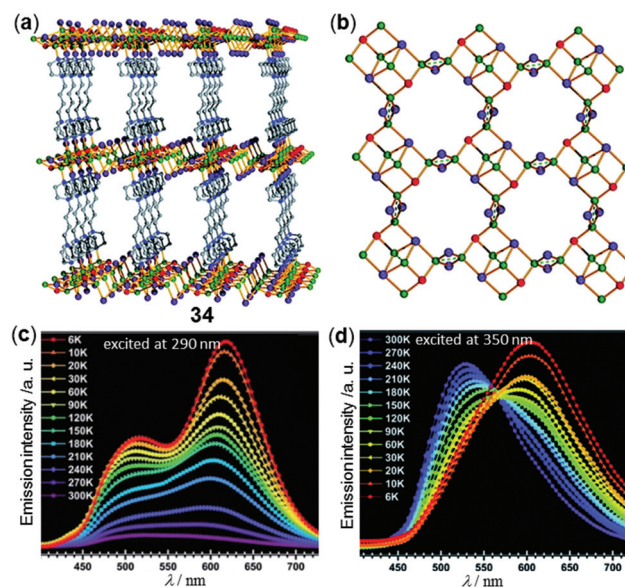 (a)
(b)
34
(c)
excited at 290 nm
6K
10K
20K
30K
60K
90K
120K
150K
180K
210K
240K
270K
300K
Emission intensity /a. u.
400 450 500 550 600 650 700
λ / nm
(d)
excited at 350 nm
300K
270K
240K
210K
180K
150K
120K
90K
60K
30K
20K
10K
6K
Emission intensity /a. u.
450 500 550 600 650 700
λ / nm